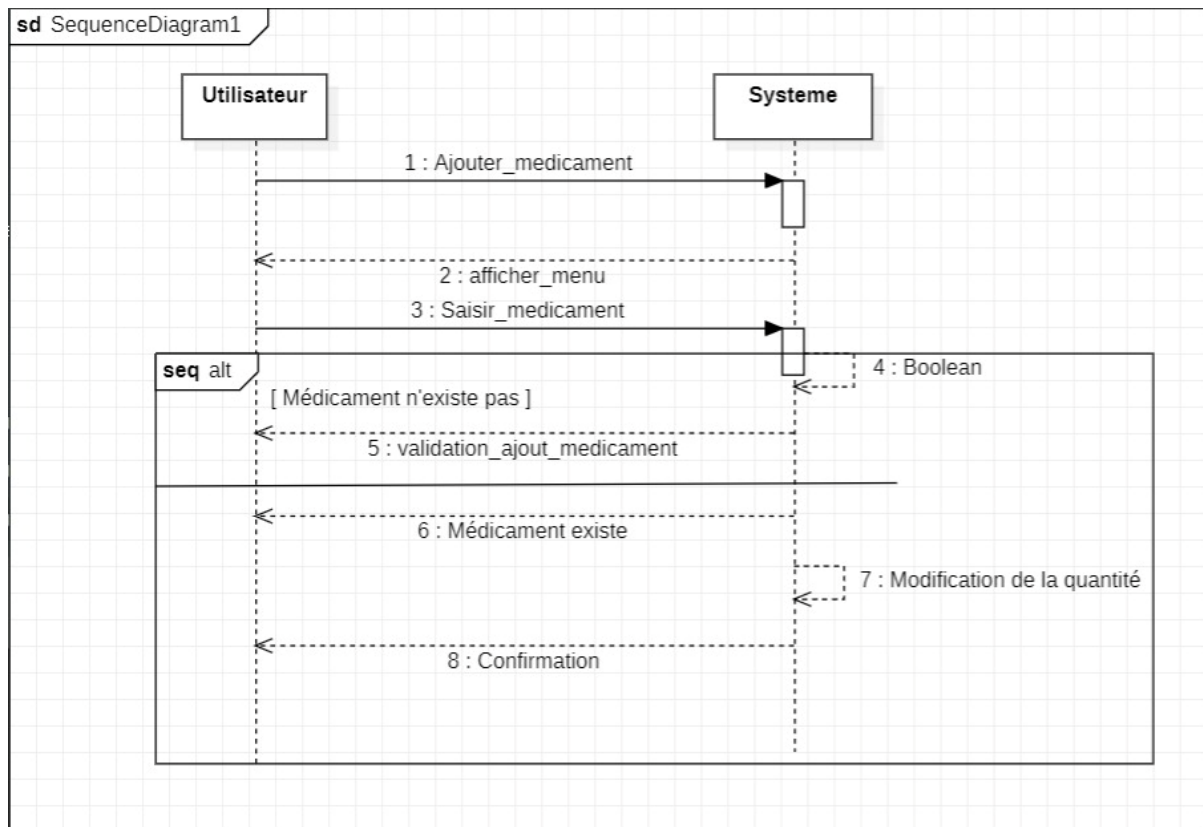 sd SequenceDiagram1
Utilisateur
Systeme
1 : Ajouter_medicament
2 : afficher_menu
3 : Saisir_medicament
seq alt
4 : Boolean
[ Médicament n'existe pas ]
5 : validation_ajout_medicament
6 : Médicament existe
7 : Modification de la quantité
8 : Confirmation